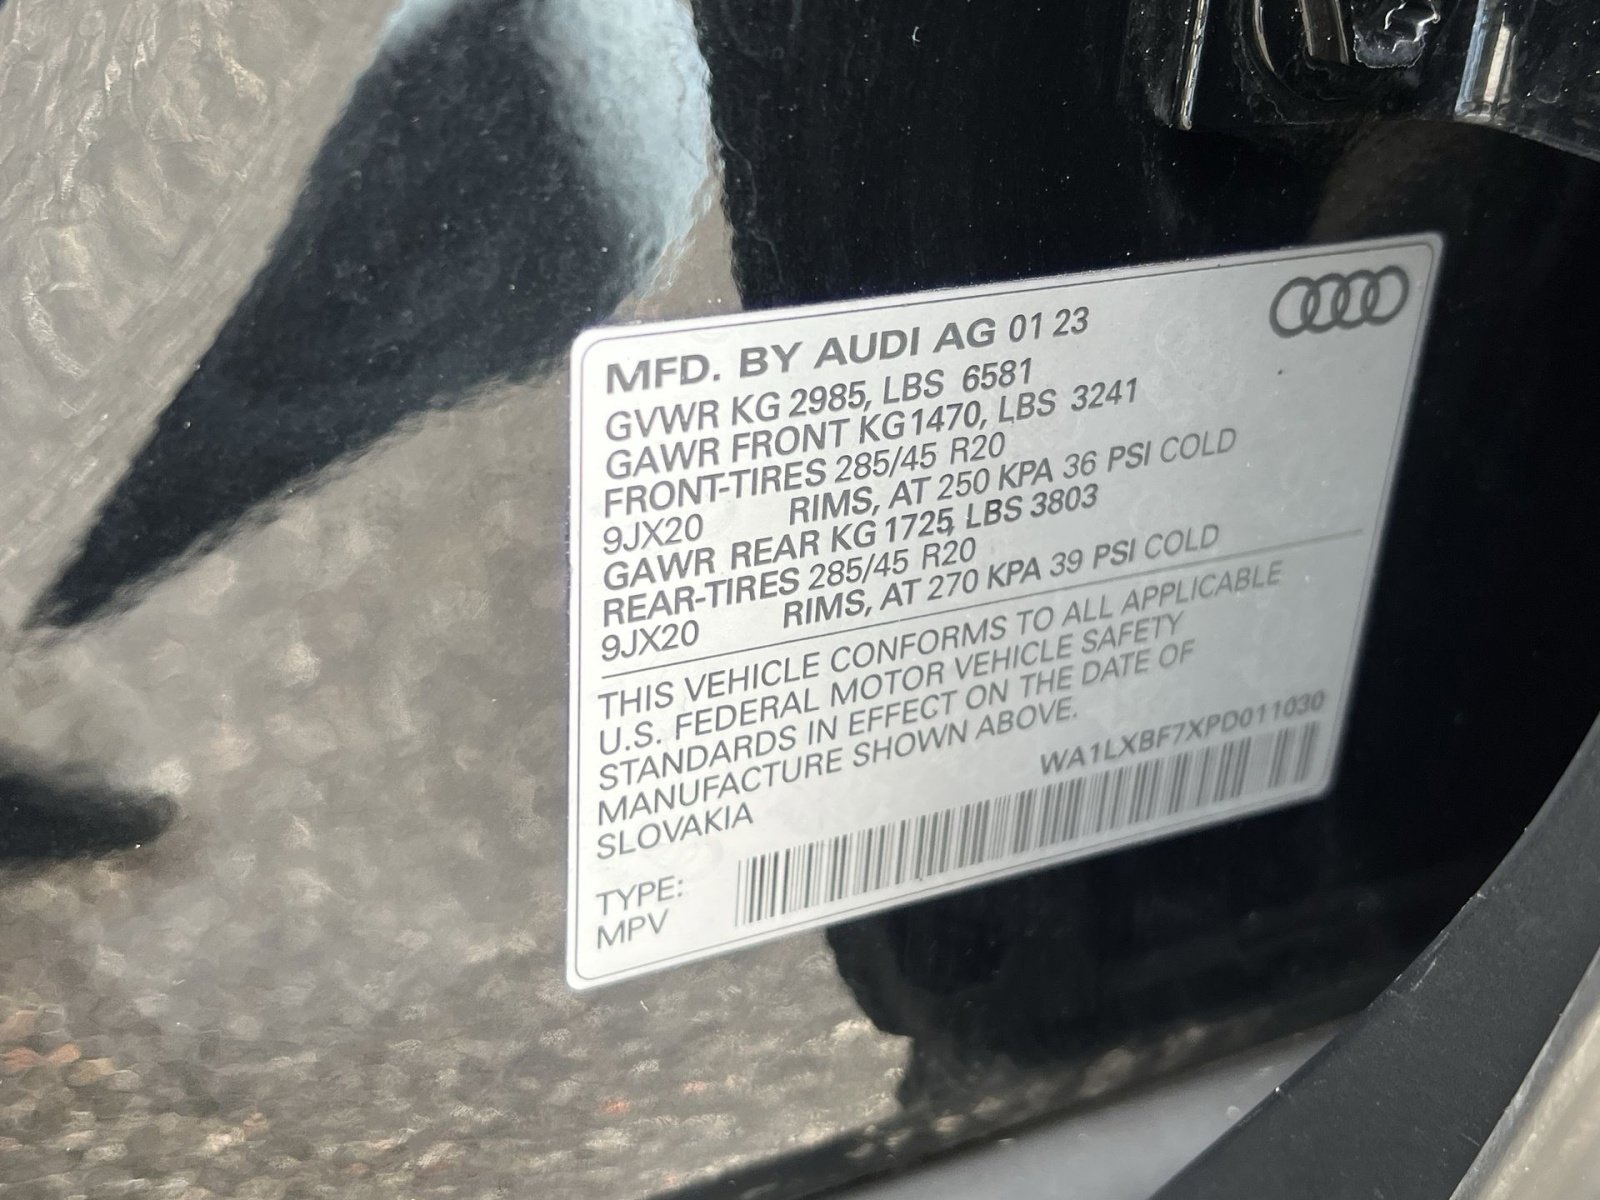 MFD. BY AUDI AG 01 23
GVWR KG 2985, LBS 6581
GAWR FRONT KG1470, LBS 3241
FRONT-TIRES 285/45 R20
9JX20 RIMS, AT 250 KPA 36 PSI COLD
GAWR REAR KG 1725, LBS 3803
REAR-TIRES 285/45 R20
9JX20 RIMS, AT 270 KPA 39 PSI COLD
THIS VEHICLE CONFORMS TO ALL APPLICABLE
U.S. FEDERAL MOTOR VEHICLE SAFETY
STANDARDS IN EFFECT ON THE DATE OF
MANUFACTURE SHOWN ABOVE.
SLOVAKIA
WA1LXBF7XPD011030
TYPE:
MPV